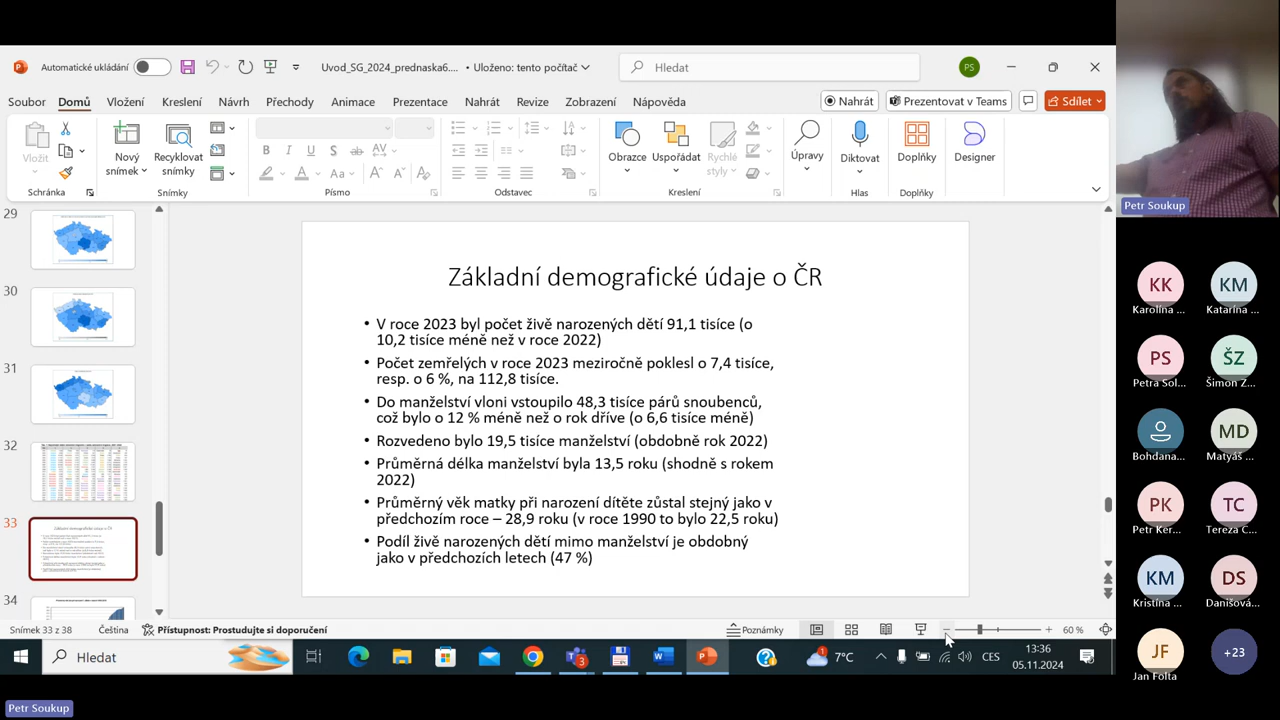 Automatické ukládání
Uvod_SG_2024_prednaska6.... • Uloženo: tento počítač
Hledat
PS
Soubor Domů Vložení Kreslení Návrh Přechody Animace Prezentace Nahrát Revize Zobrazení Nápověda
Nahrát Prezentovat v Teams Sdílet
Vložit
Nový snímek
Recyklovat snímky
Obrazce
Uspořádat
Rychlé styly
Úpravy
Diktovat
Doplňky
Designer
Schránka Snímky Písmo Odstavec Kreslení Hlas Doplňky
29
30
31
32
33
34
Základní demografické údaje o ČR
• V roce 2023 byl počet živě narozených dětí 91,1 tisíce (o
10,2 tisíce méně než v roce 2022)
• Počet zemřelých v roce 2023 meziročně poklesl o 7,4 tisíce,
resp. o 6 %, na 112,8 tisíce.
• Do manželství vloni vstoupilo 48,3 tisíce párů snoubenců,
což bylo o 12 % méně než o rok dříve (o 6,6 tisíce méně)
• Rozvedeno bylo 19,5 tisíce manželství (obdobně rok 2022)
• Průměrná délka manželství byla 13,5 roku (shodně s rokem
2022)
• Průměrný věk matky při narození dítěte zůstal stejný jako v
předchozím roce – 28,9 roku (v roce 1990 to bylo 22,5 roku)
• Podíl živě narozených dětí mimo manželství je obdobný
jako v předchozích letech (47 %)
Snímek 33 z 38 Čeština Přístupnost: Prostudujte si doporučení
Poznámky
60 %
Hledat
3
1
7°C
CES
13:36
05.11.2024
Petr Soukup
Petr Soukup
KK KM
Karolína ... Katarína ...
PS ŠZ
Petra Sol... Šimon Z...
MD
Bohdana... Matyáš ...
PK TC
Petr Ker... Tereza C...
KM DS
Kristína ... Danišová...
JF +23
Jan Folta